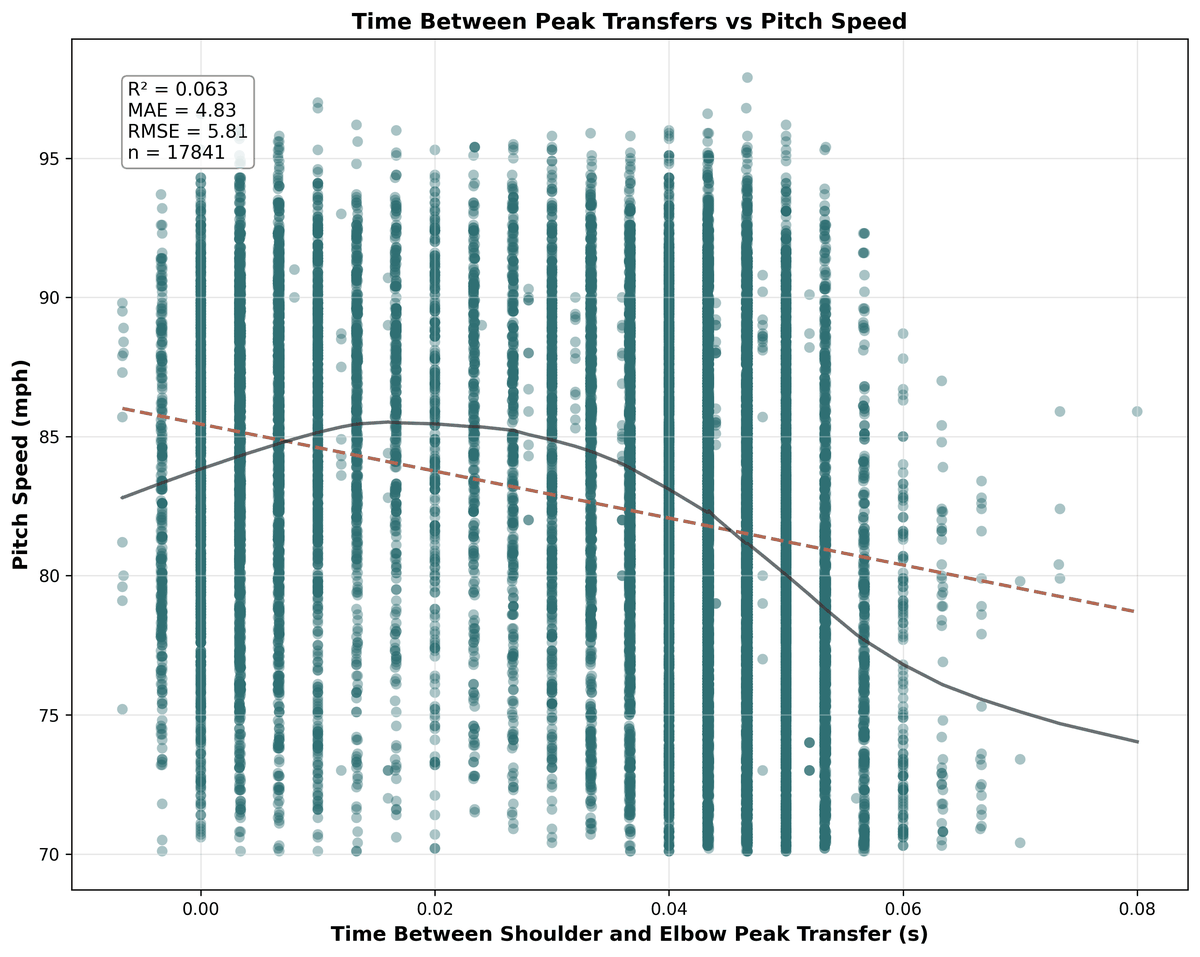 Time Between Peak Transfers vs Pitch Speed
R² = 0.063
MAE = 4.83
RMSE = 5.81
n = 17841
95
90
85
80
75
70
Pitch Speed (mph)
0.00 0.02 0.04 0.06 0.08
Time Between Shoulder and Elbow Peak Transfer (s)